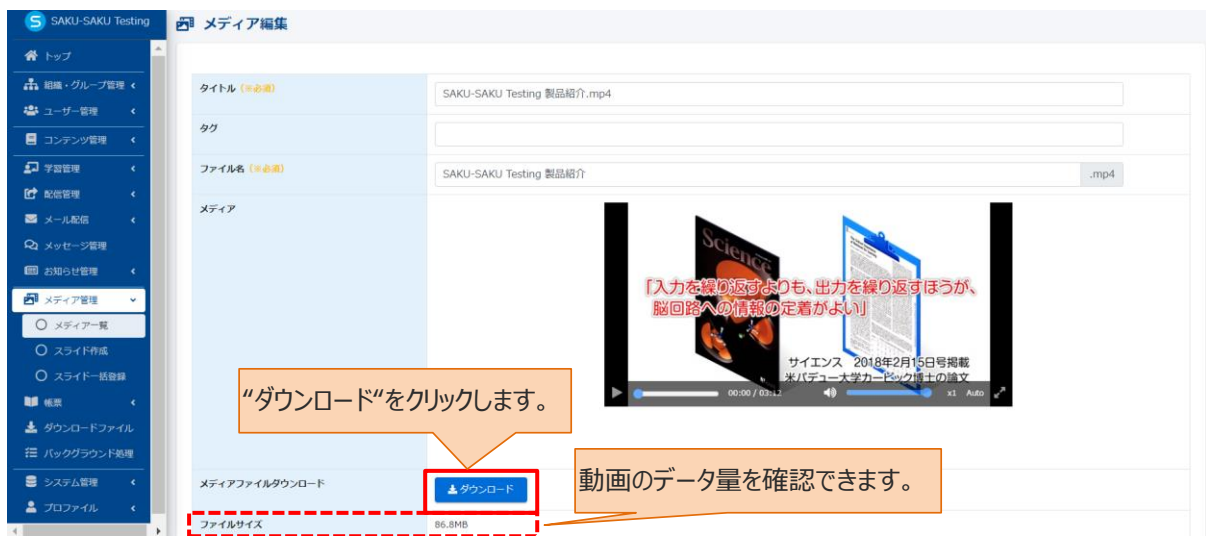 SAKU-SAKU Testing
メディア編集
トップ
組織・グループ管理
ユーザー管理
コンテンツ管理
学習管理
配信管理
メール配信
メッセージ管理
お知らせ管理
メディア管理
メディア一覧
スライド作成
スライド一括登録
帳票
ダウンロードファイル
バックグラウンド処理
システム管理
プロファイル
タイトル (※必須)
SAKU-SAKU Testing 製品紹介.mp4
タグ
ファイル名 (※必須)
SAKU-SAKU Testing 製品紹介
.mp4
メディア
Science
「入力を繰り返すよりも、出力を繰り返すほうが、
脳回路への情報の定着がよい」
サイエンス 2018年2月15日号掲載
米パデュー大学カーピック博士の論文
00:00 / 03:12
x1 Auto
“ダウンロード“をクリックします。
メディアファイルダウンロード
ダウンロード
動画のデータ量を確認できます。
ファイルサイズ
86.8MB